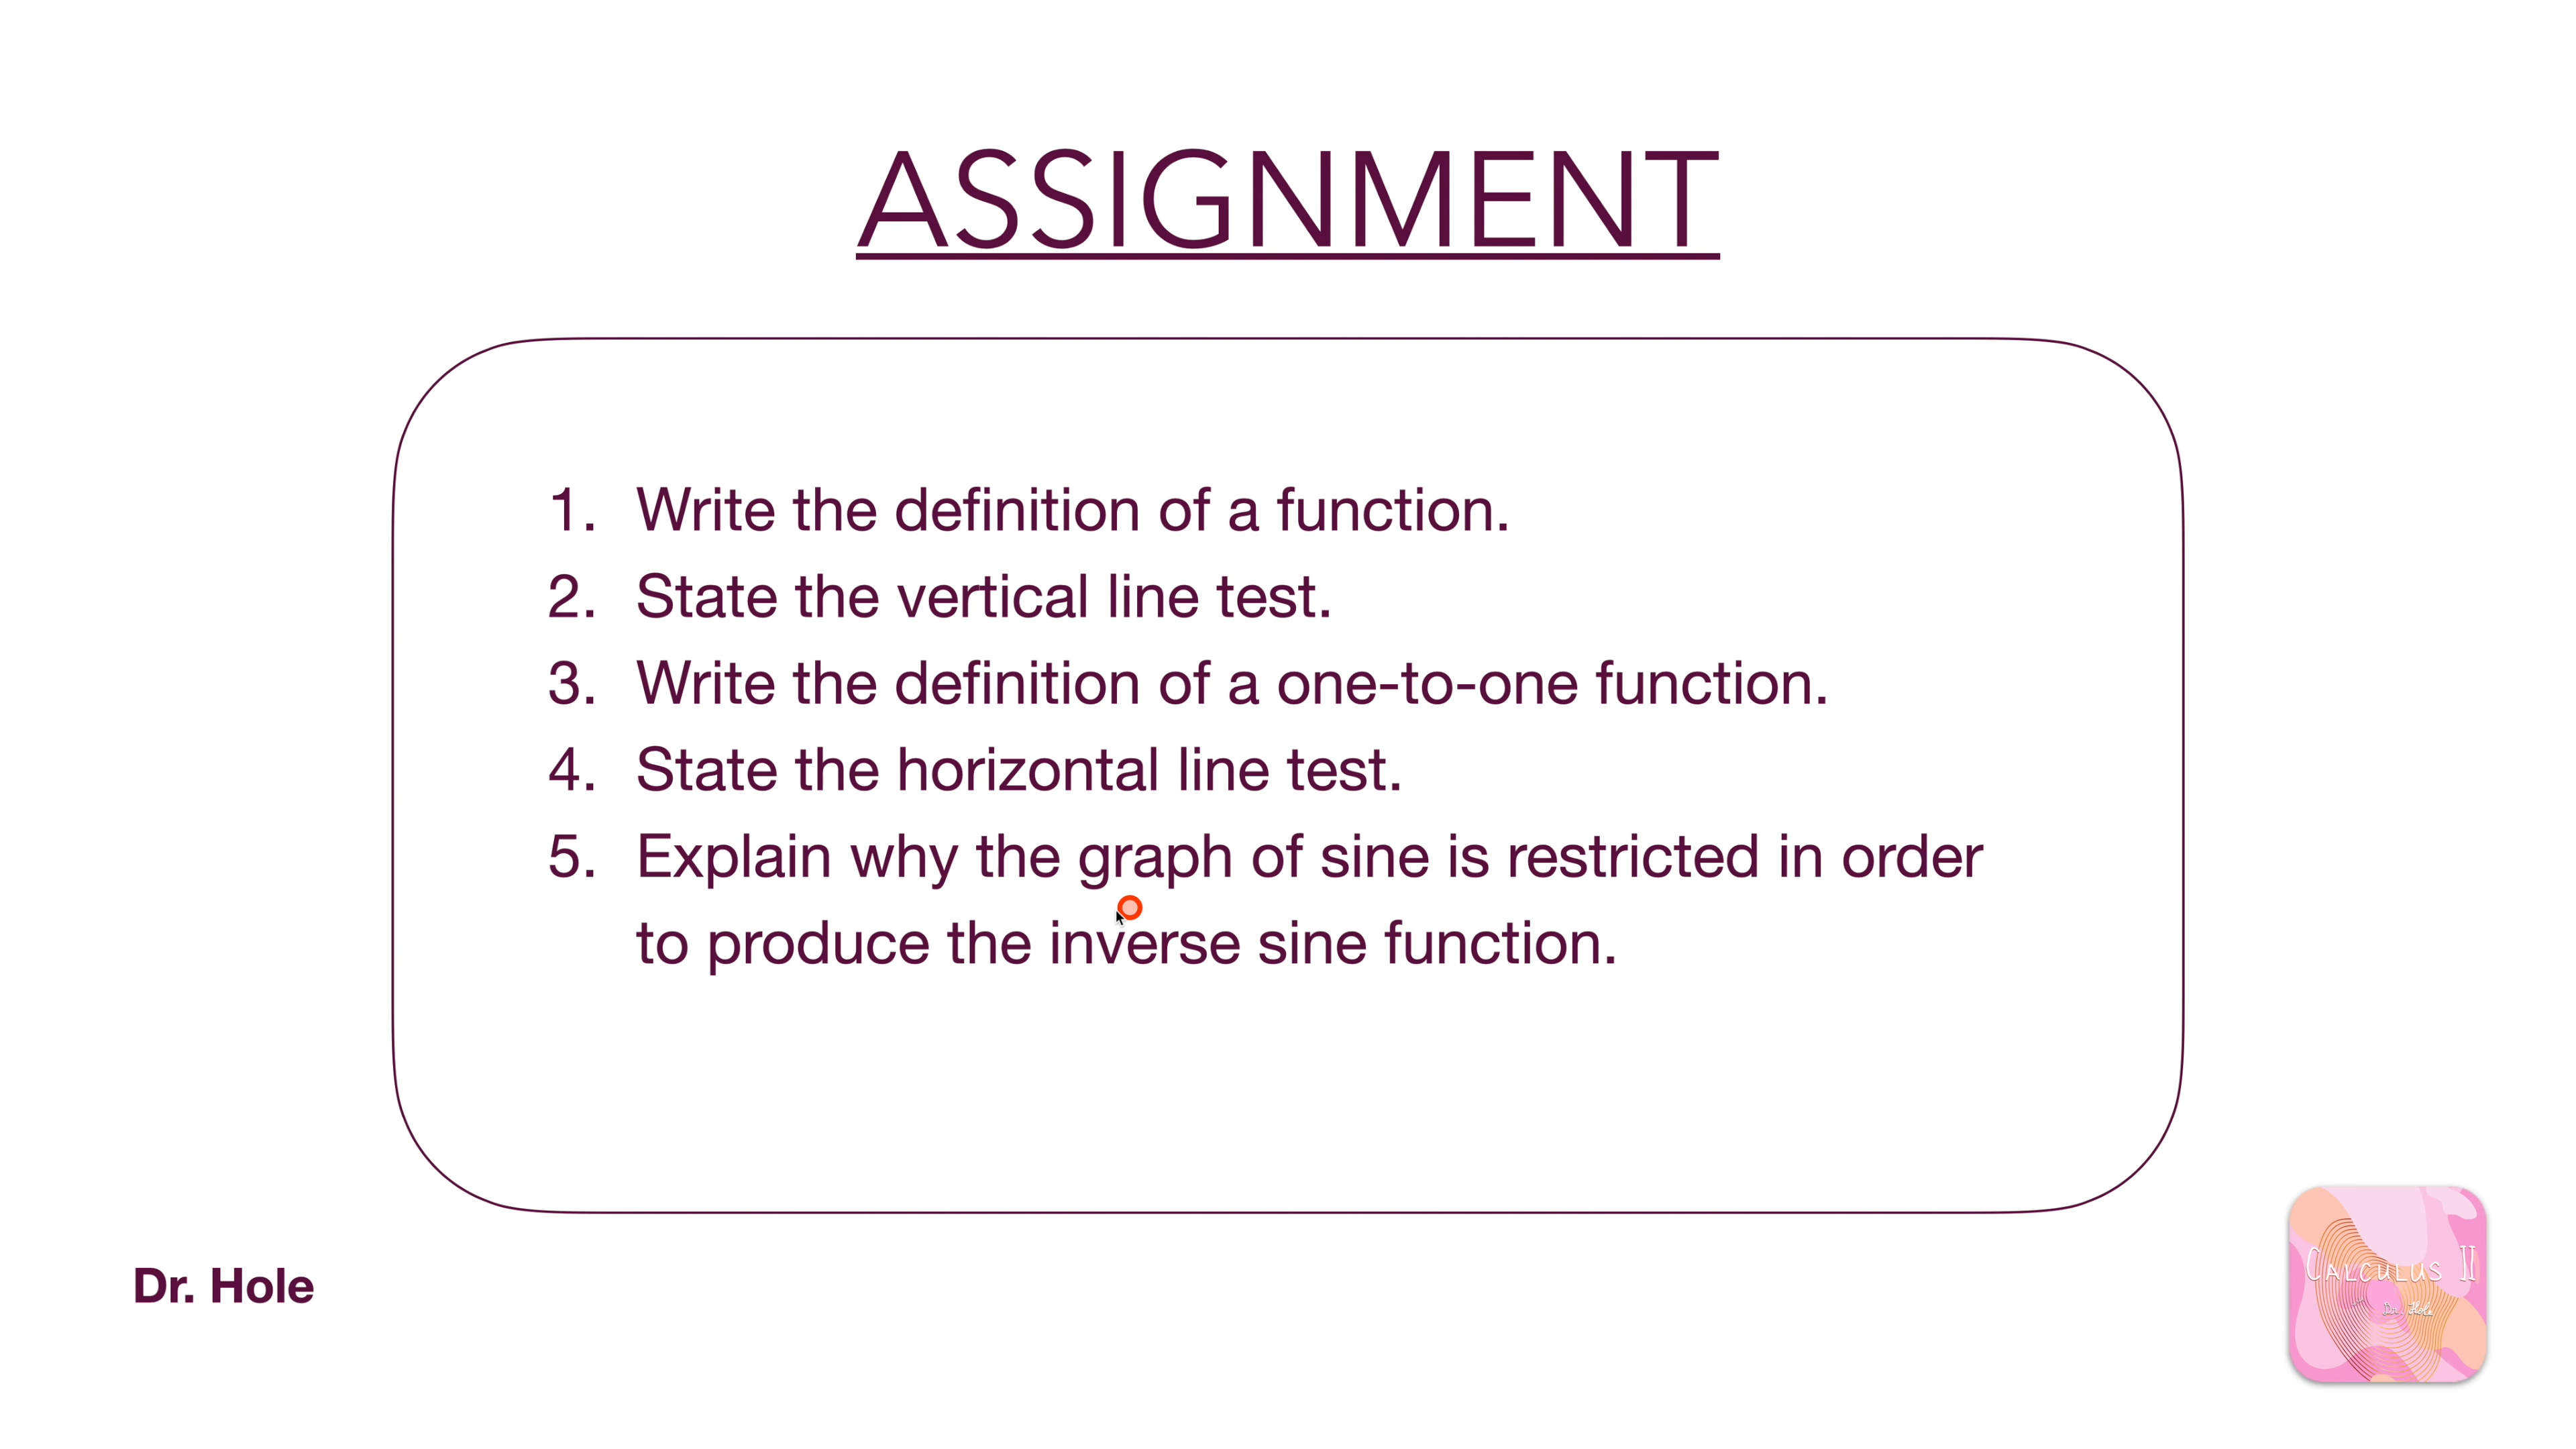 ASSIGNMENT
1. Write the definition of a function.
2. State the vertical line test.
3. Write the definition of a one-to-one function.
4. State the horizontal line test.
5. Explain why the graph of sine is restricted in order
to produce the inverse sine function.
Dr. Hole
CALCULUS II
Dr. Hole